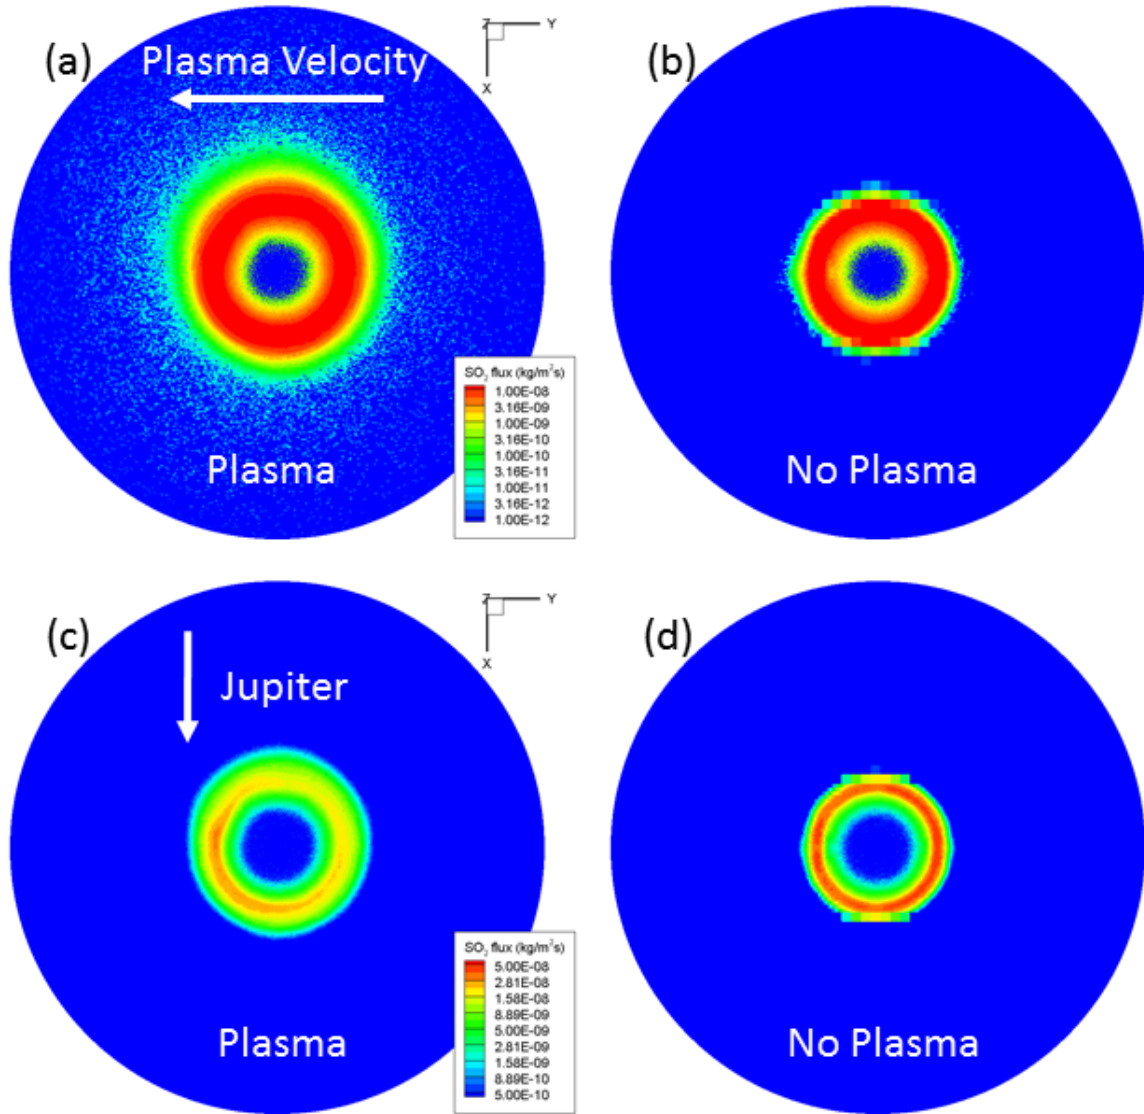 (a)
Plasma Velocity
Z Y
X
(b)
SO₂ flux (kg/m²s)
1.00E-08
3.16E-09
1.00E-09
3.16E-10
1.00E-10
3.16E-11
1.00E-11
3.16E-12
1.00E-12
Plasma
No Plasma
(c)
Jupiter
Z Y
X
(d)
SO₂ flux (kg/m²s)
5.00E-08
2.81E-08
1.58E-08
8.89E-09
5.00E-09
2.81E-09
1.58E-09
8.89E-10
5.00E-10
Plasma
No Plasma